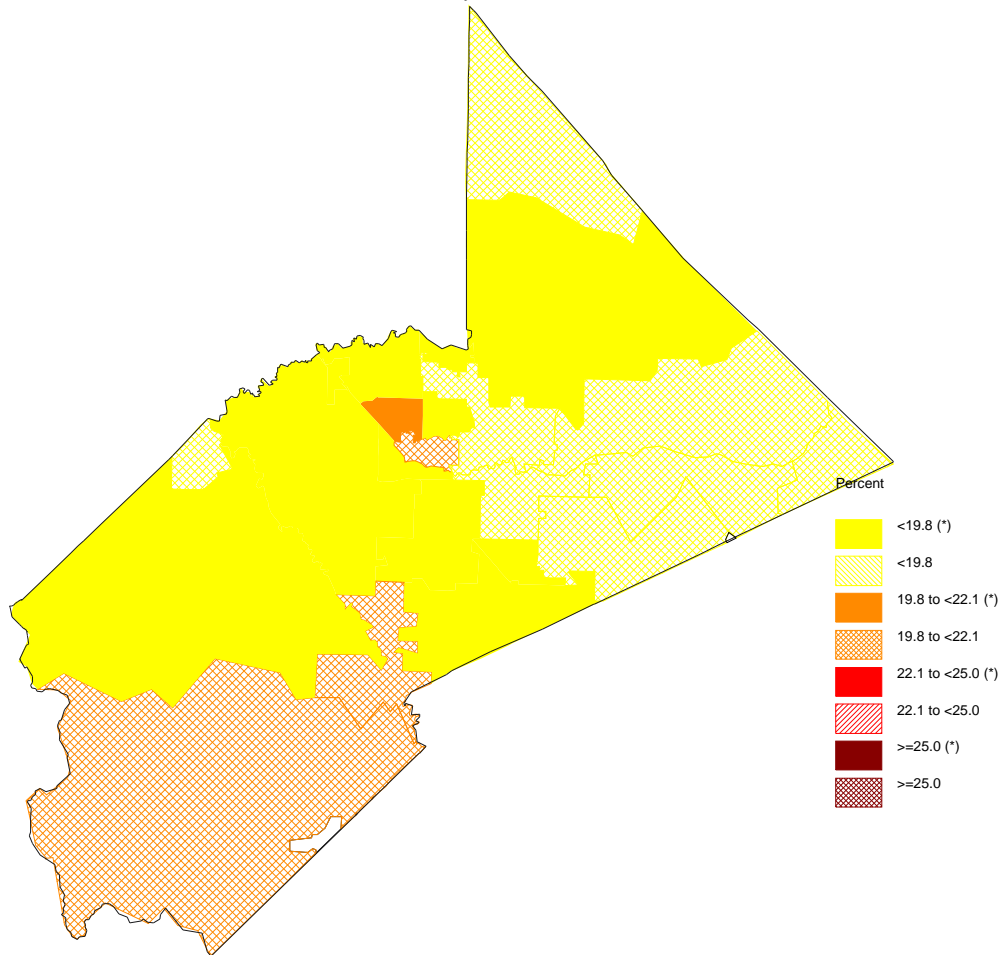 Percent
<19.8 (*)
<19.8
19.8 to <22.1 (*)
19.8 to <22.1
22.1 to <25.0 (*)
22.1 to <25.0
>=25.0 (*)
>=25.0